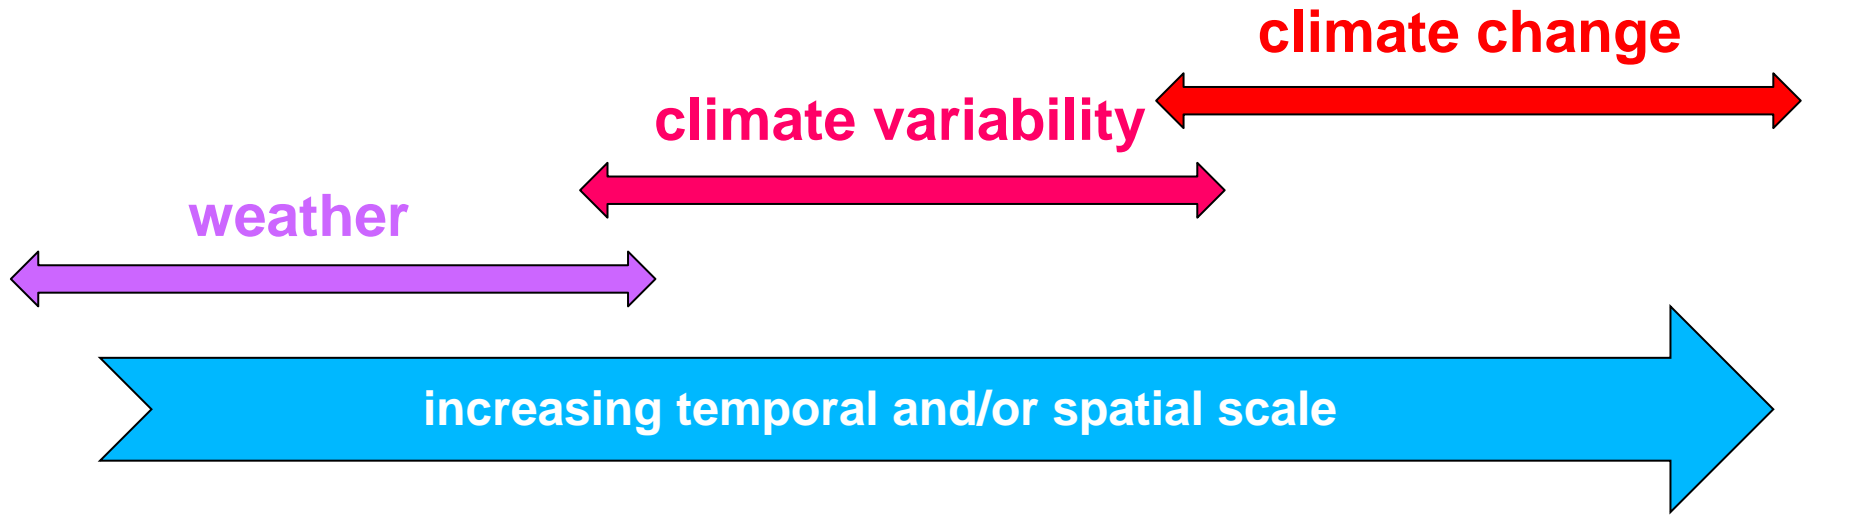 climate change
climate variability
weather
increasing temporal and/or spatial scale